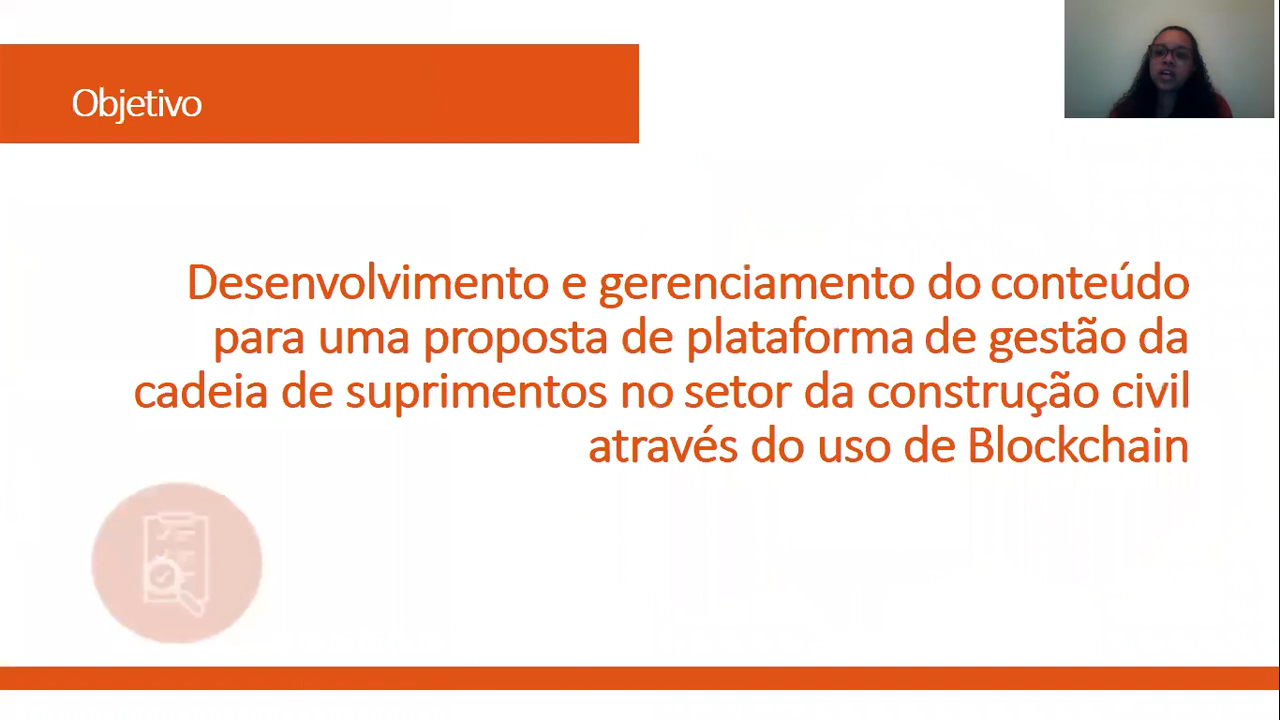 Objetivo
Desenvolvimento e gerenciamento do conteúdo
para uma proposta de plataforma de gestão da
cadeia de suprimentos no setor da construção civil
através do uso de Blockchain